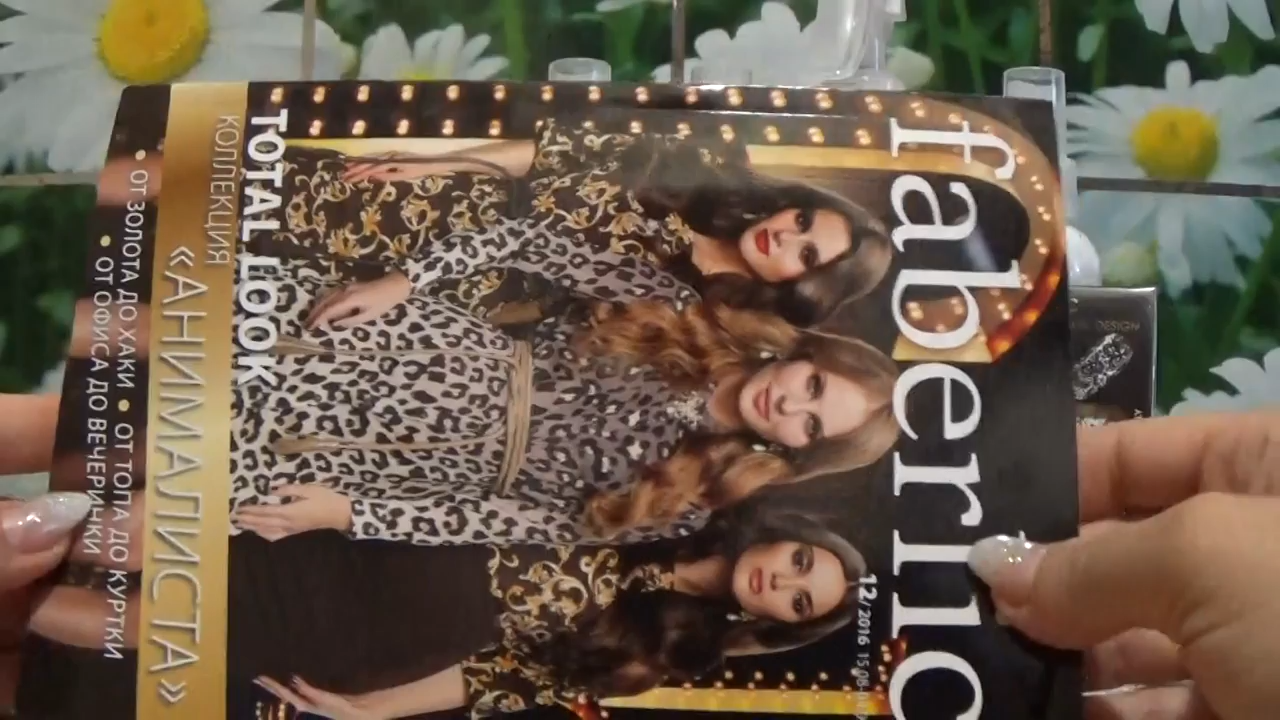 faberlic
12/2016
TOTAL LOOK
КОЛЛЕКЦИЯ
«АНИМАЛИСТА»
• ОТ ЗОЛОТА ДО ХАКИ • ОТ ТОПА ДО КУРТКИ
• ОТ ОФИСА ДО ВЕЧЕРИНКИ
DESIGN